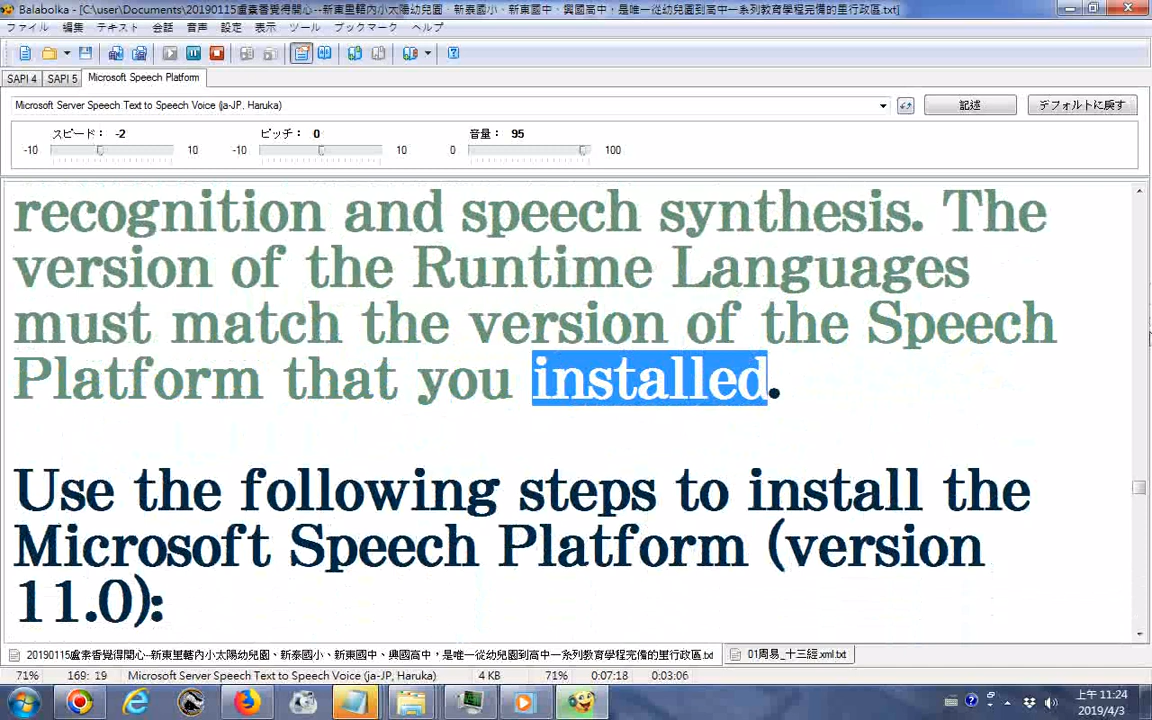 Balabolka - [C:\user\Documents\20190115盧素香覺得開心--新東里轄內小太陽幼兒園、新泰國小、新東國中、興國高中，是唯一從幼兒園到高中一系列教育學程完備的里行政區.txt]
ファイル 編集 テキスト 会話 音声 設定 表示 ツール ブックマーク ヘルプ
SAPI 4 SAPI 5 Microsoft Speech Platform
Microsoft Server Speech Text to Speech Voice (ja-JP, Haruka) 記述 デフォルトに戻す
スピード： -2 ピッチ： 0 音量： 95
-10 10 -10 10 0 100
recognition and speech synthesis. The
version of the Runtime Languages
must match the version of the Speech
Platform that you installed.
Use the following steps to install the
Microsoft Speech Platform (version
11.0):
20190115盧素香覺得開心--新東里轄內小太陽幼兒園、新泰國小、新東國中、興國高中，是唯一從幼兒園到高中一系列教育學程完備的里行政區.txt 01周易_十三經.xml.txt
71% 169: 19 Microsoft Server Speech Text to Speech Voice (ja-JP, Haruka) 4 KB 71% 0:07:18 0:03:06
上午 11:24
2019/4/3